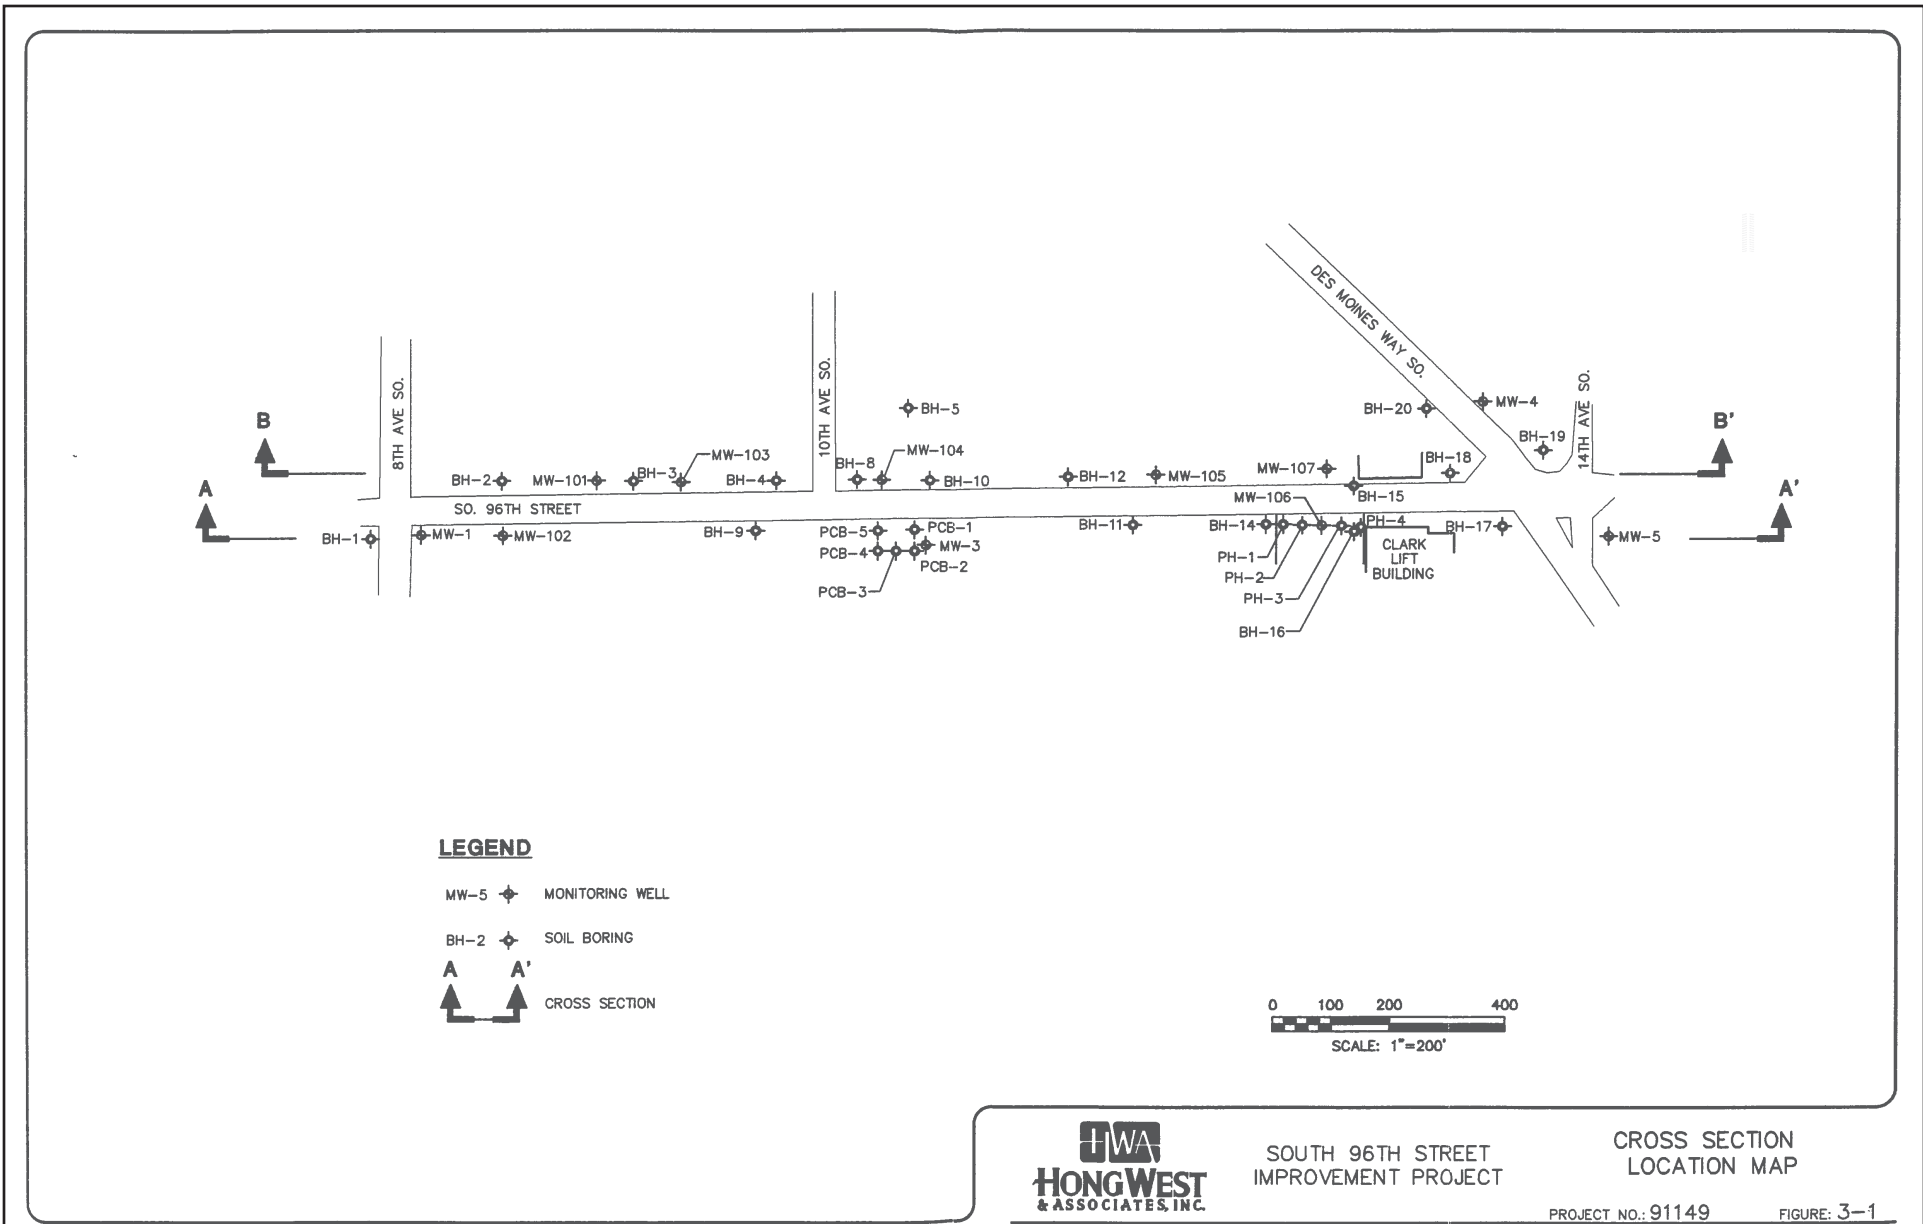 DES MOINES WAY SO.
8TH AVE SO.
10TH AVE SO.
14TH AVE SO.
B
B'
A
A'
BH-5
BH-20
MW-4
BH-19
BH-2
MW-101
BH-3
MW-103
BH-4
BH-8
MW-104
BH-10
BH-12
MW-105
MW-107
BH-18
BH-15
SO. 96TH STREET
MW-106
BH-1
MW-1
MW-102
BH-9
PCB-5
PCB-1
PCB-4
MW-3
PCB-2
PCB-3
BH-11
BH-14
PH-4
BH-17
MW-5
PH-1
PH-2
PH-3
BH-16
CLARK
LIFT
BUILDING
LEGEND
MW-5 MONITORING WELL
BH-2 SOIL BORING
A A'
CROSS SECTION
0 100 200 400
SCALE: 1"=200'
HWA
HONGWEST
& ASSOCIATES, INC.
SOUTH 96TH STREET
IMPROVEMENT PROJECT
CROSS SECTION
LOCATION MAP
PROJECT NO.: 91149 FIGURE: 3-1